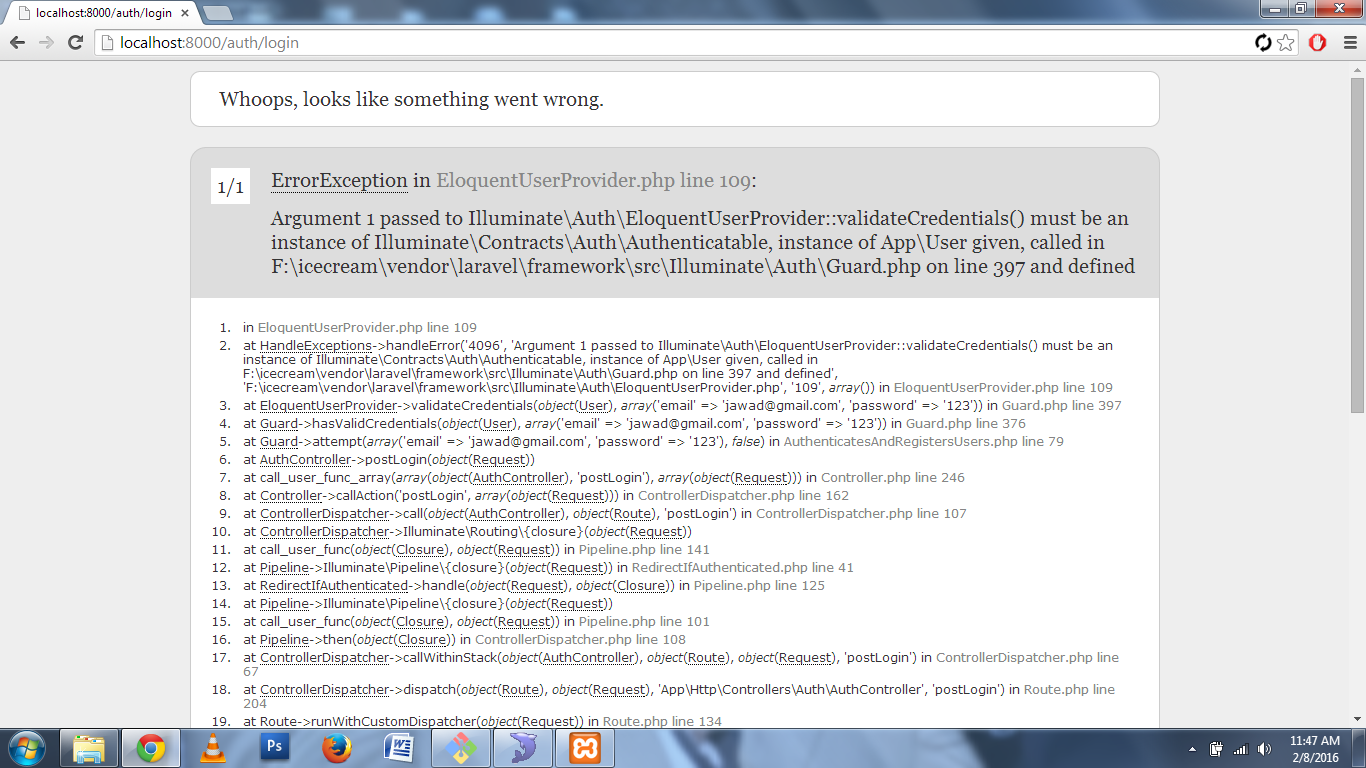 localhost:8000/auth/login
localhost:8000/auth/login
Whoops, looks like something went wrong.
1/1
ErrorException in EloquentUserProvider.php line 109:
Argument 1 passed to Illuminate\Auth\EloquentUserProvider::validateCredentials() must be an
instance of Illuminate\Contracts\Auth\Authenticatable, instance of App\User given, called in
F:\icecream\vendor\laravel\framework\src\Illuminate\Auth\Guard.php on line 397 and defined
1. in EloquentUserProvider.php line 109
2. at HandleExceptions->handleError('4096', 'Argument 1 passed to Illuminate\Auth\EloquentUserProvider::validateCredentials() must be an
instance of Illuminate\Contracts\Auth\Authenticatable, instance of App\User given, called in
F:\icecream\vendor\laravel\framework\src\Illuminate\Auth\Guard.php on line 397 and defined',
'F:\icecream\vendor\laravel\framework\src\Illuminate\Auth\EloquentUserProvider.php', '109', array()) in EloquentUserProvider.php line 109
3. at EloquentUserProvider->validateCredentials(object(User), array('email' => 'jawad@gmail.com', 'password' => '123')) in Guard.php line 397
4. at Guard->hasValidCredentials(object(User), array('email' => 'jawad@gmail.com', 'password' => '123')) in Guard.php line 376
5. at Guard->attempt(array('email' => 'jawad@gmail.com', 'password' => '123'), false) in AuthenticatesAndRegistersUsers.php line 79
6. at AuthController->postLogin(object(Request))
7. at call_user_func_array(array(object(AuthController), 'postLogin'), array(object(Request))) in Controller.php line 246
8. at Controller->callAction('postLogin', array(object(Request))) in ControllerDispatcher.php line 162
9. at ControllerDispatcher->call(object(AuthController), object(Route), 'postLogin') in ControllerDispatcher.php line 107
10. at ControllerDispatcher->Illuminate\Routing\{closure}(object(Request))
11. at call_user_func(object(Closure), object(Request)) in Pipeline.php line 141
12. at Pipeline->Illuminate\Pipeline\{closure}(object(Request)) in RedirectIfAuthenticated.php line 41
13. at RedirectIfAuthenticated->handle(object(Request), object(Closure)) in Pipeline.php line 125
14. at Pipeline->Illuminate\Pipeline\{closure}(object(Request))
15. at call_user_func(object(Closure), object(Request)) in Pipeline.php line 101
16. at Pipeline->then(object(Closure)) in ControllerDispatcher.php line 108
17. at ControllerDispatcher->callWithinStack(object(AuthController), object(Route), object(Request), 'postLogin') in ControllerDispatcher.php line
67
18. at ControllerDispatcher->dispatch(object(Route), object(Request), 'App\Http\Controllers\Auth\AuthController', 'postLogin') in Route.php line
204
19. at Route->runWithCustomDispatcher(object(Request)) in Route.php line 134
Ps
W
11:47 AM
2/8/2016